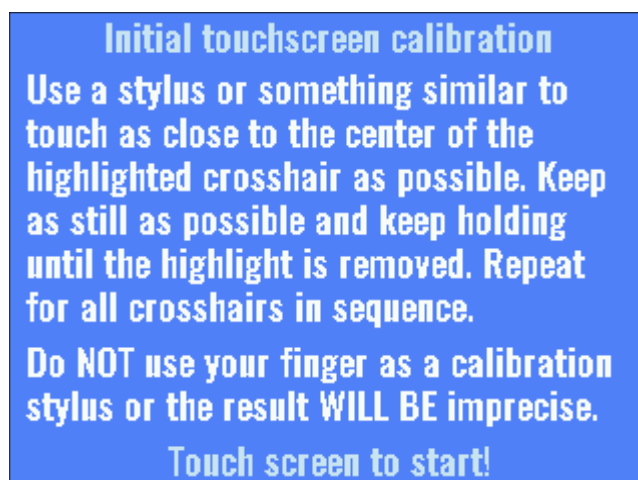 Initial touchscreen calibration
Use a stylus or something similar to
touch as close to the center of the
highlighted crosshair as possible. Keep
as still as possible and keep holding
until the highlight is removed. Repeat
for all crosshairs in sequence.
Do NOT use your finger as a calibration
stylus or the result WILL BE imprecise.
Touch screen to start!